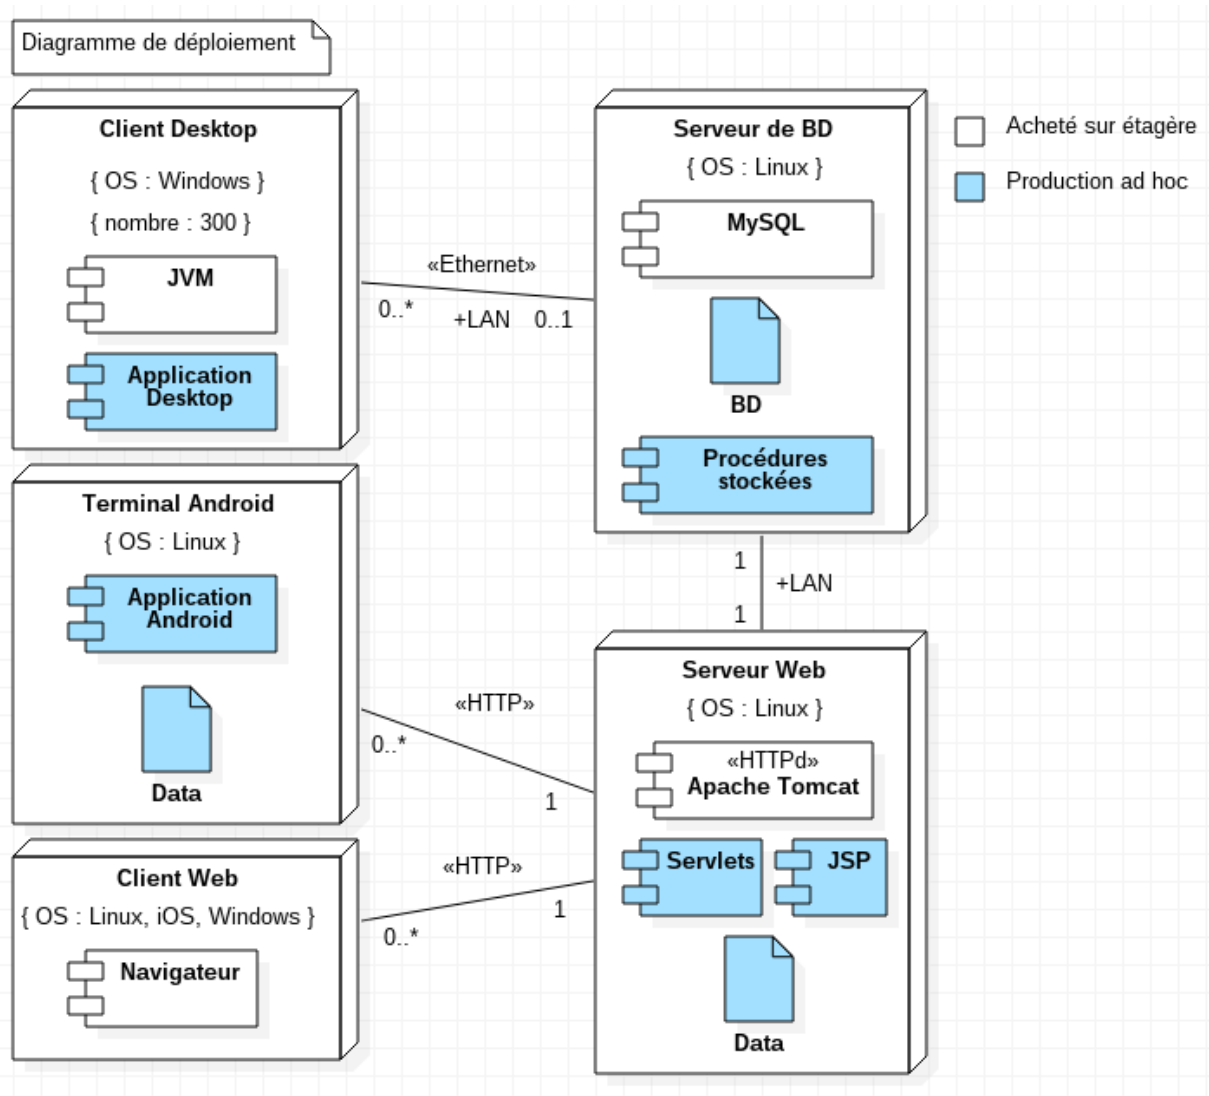 Diagramme de déploiement
Client Desktop
{ OS : Windows }
{ nombre : 300 }
JVM
Application
Desktop
«Ethernet»
0..*
+LAN
0..1
Serveur de BD
{ OS : Linux }
MySQL
BD
Procédures
stockées
Acheté sur étagère
Production ad hoc
Terminal Android
{ OS : Linux }
Application
Android
Data
1
+LAN
1
«HTTP»
0..*
1
Serveur Web
{ OS : Linux }
«HTTPd»
Apache Tomcat
Servlets
JSP
Data
Client Web
{ OS : Linux, iOS, Windows }
Navigateur
«HTTP»
1
0..*